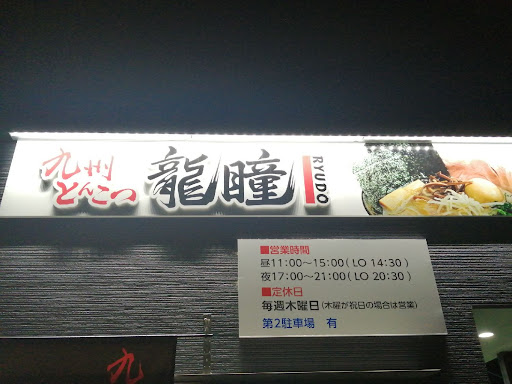 九州
とんこつ
龍瞳
RYUDO
■営業時間
昼11:00～15:00(LO 14:30)
夜17:00～21:00(LO 20:30)
■定休日
毎週木曜日(木曜が祝日の場合は営業)
第2駐車場 有
九